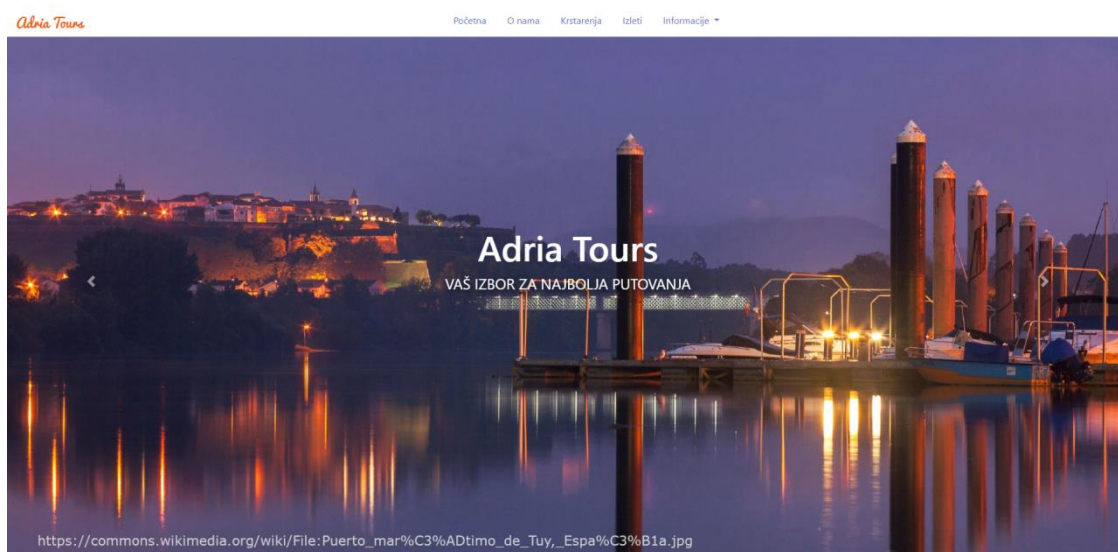 Adria Tours
Početna O nama Krstarenja Izleti Informacije
Adria Tours
VAŠ IZBOR ZA NAJBOLJA PUTOVANJA
https://commons.wikimedia.org/wiki/File:Puerto_mar%C3%ADtimo_de_Tuy,_Espa%C3%B1a.jpg